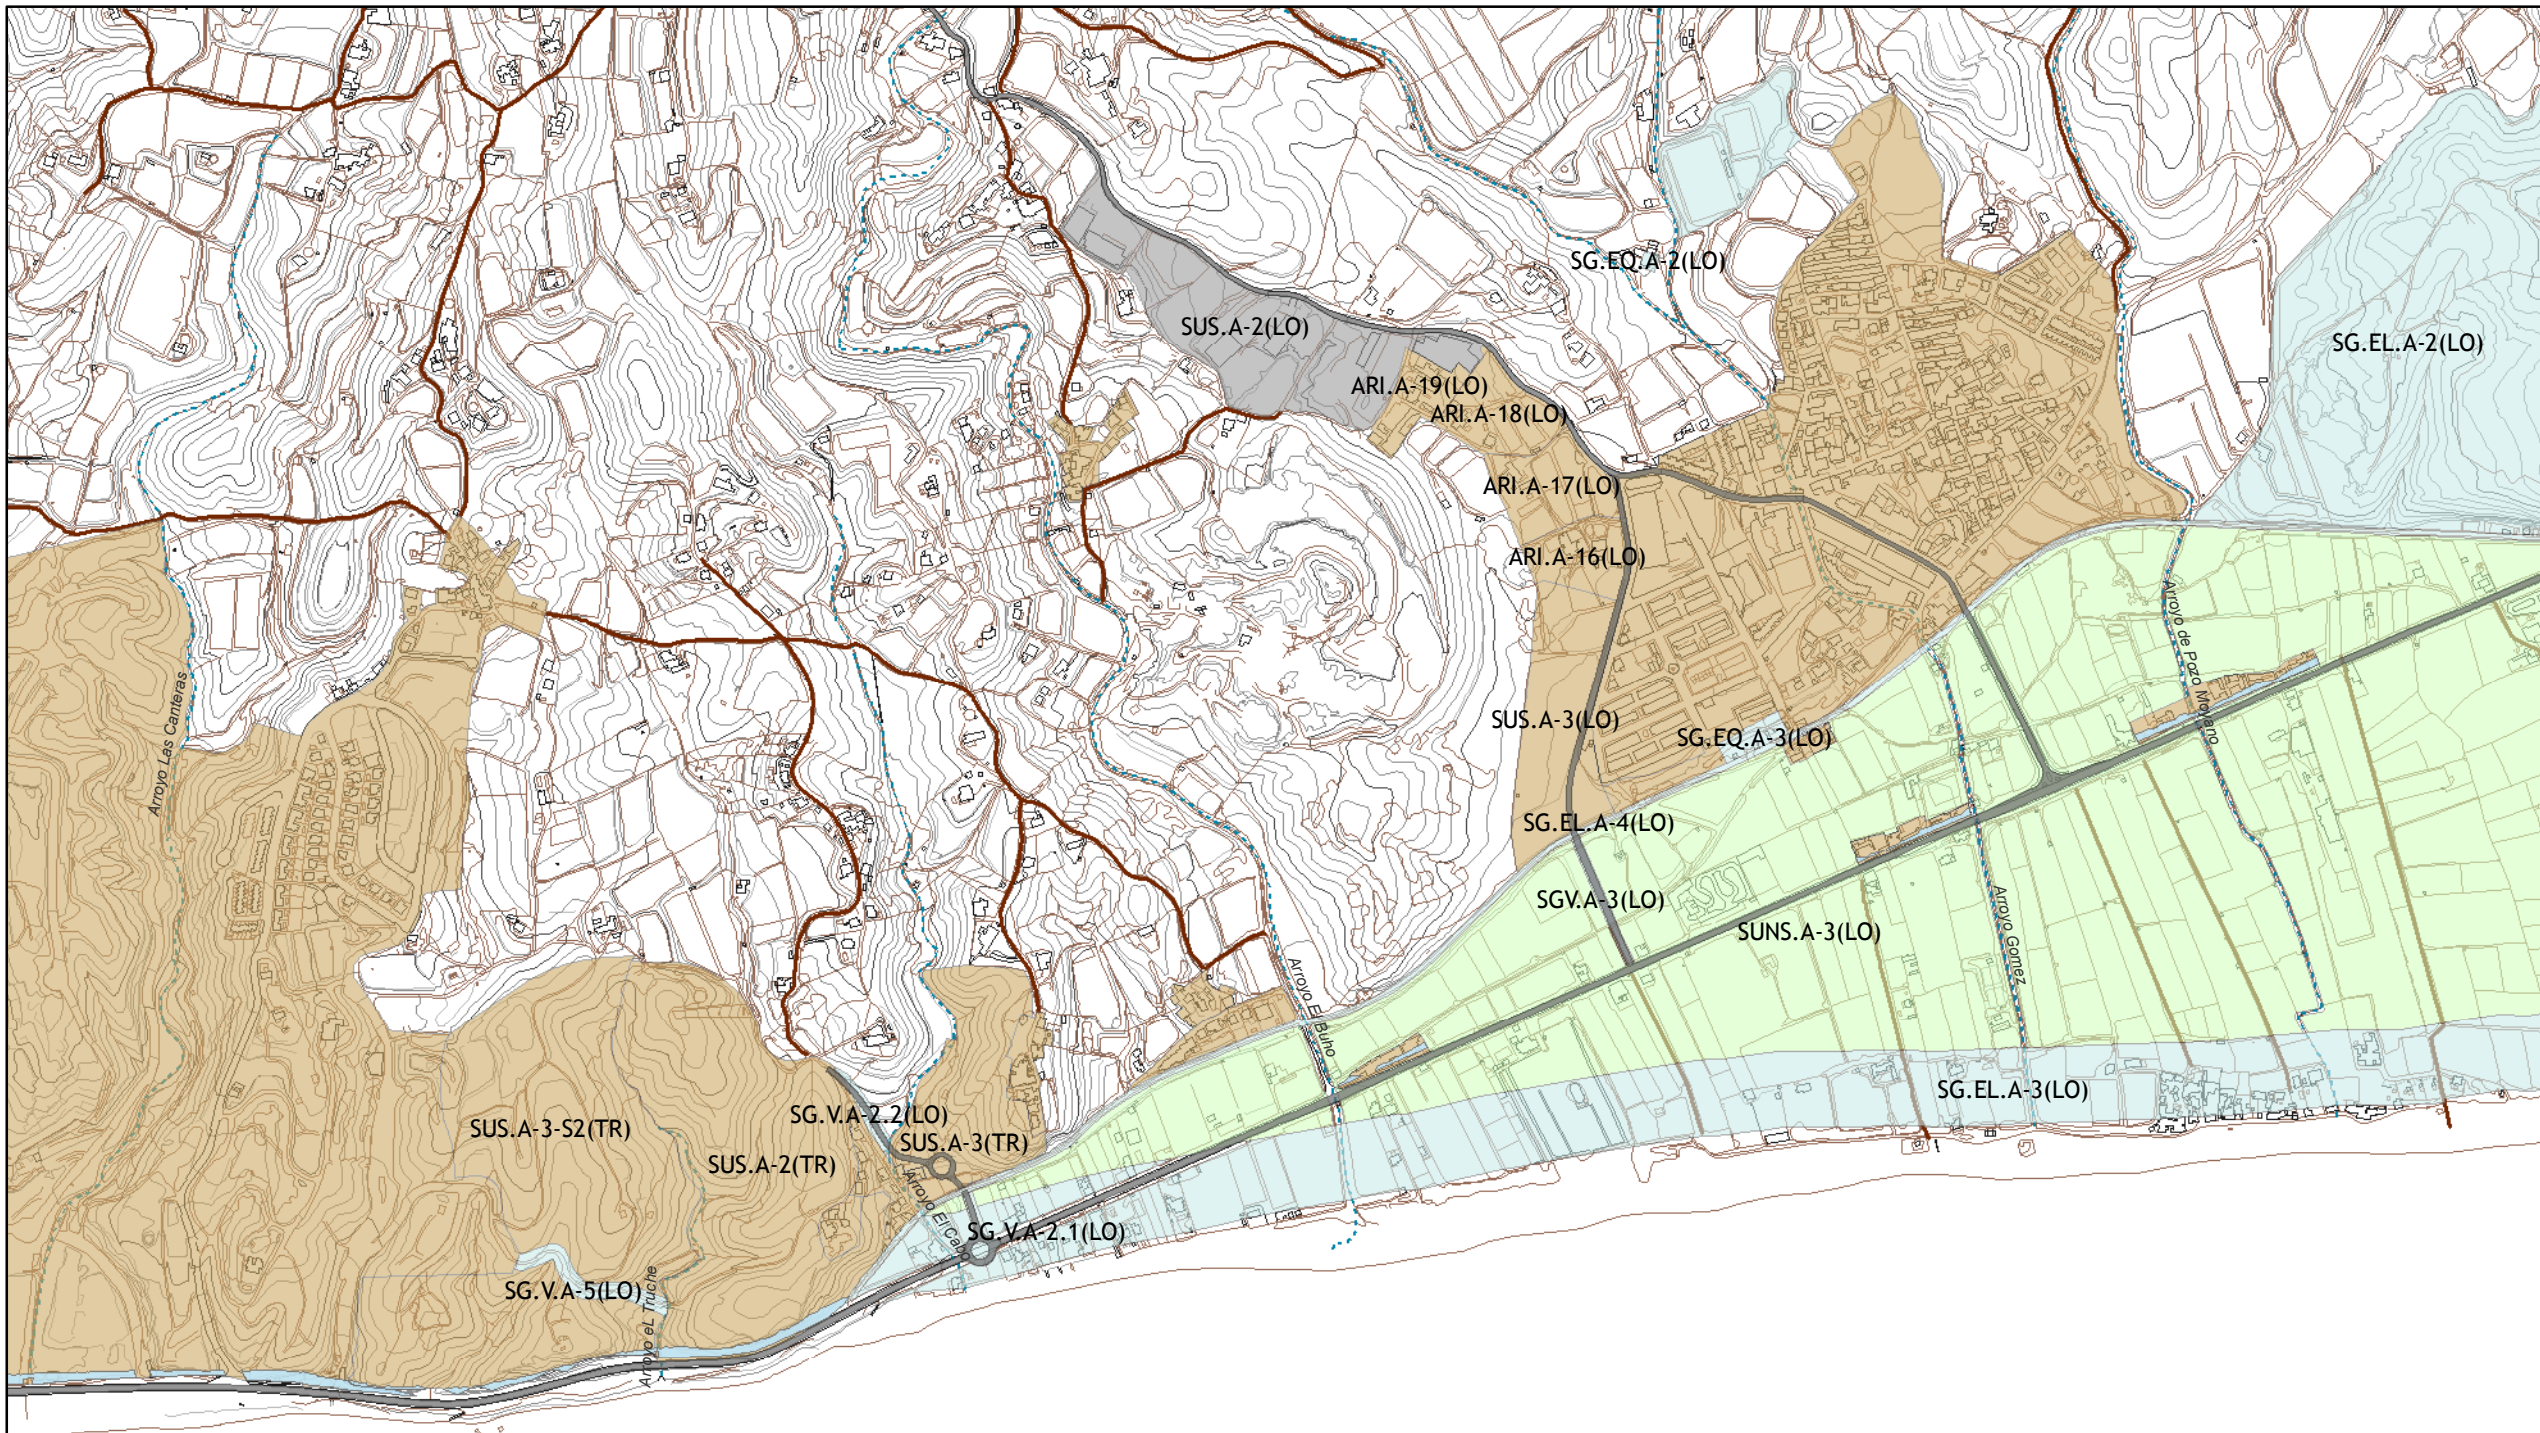 SG.EQ.A-2(LO)
SUS.A-2(LO)
SG.EL.A-2(LO)
ARI.A-19(LO)
ARI.A-18(LO)
ARI.A-17(LO)
ARI.A-16(LO)
Arroyo de Pozo Moyano
Arroyo Las Canteras
SUS.A-3(LO)
SG.EQ.A-3(LO)
SG.EL.A-4(LO)
SGV.A-3(LO)
SUNS.A-3(LO)
Arroyo Gomez
Arroyo El Buho
SG.EL.A-3(LO)
SG.V.A-2.2(LO)
SUS.A-3-S2(TR)
SUS.A-3(TR)
SUS.A-2(TR)
Arroyo El Cabo
SG.V.A-2.1(LO)
SG.V.A-5(LO)
Arroyo eL Truche